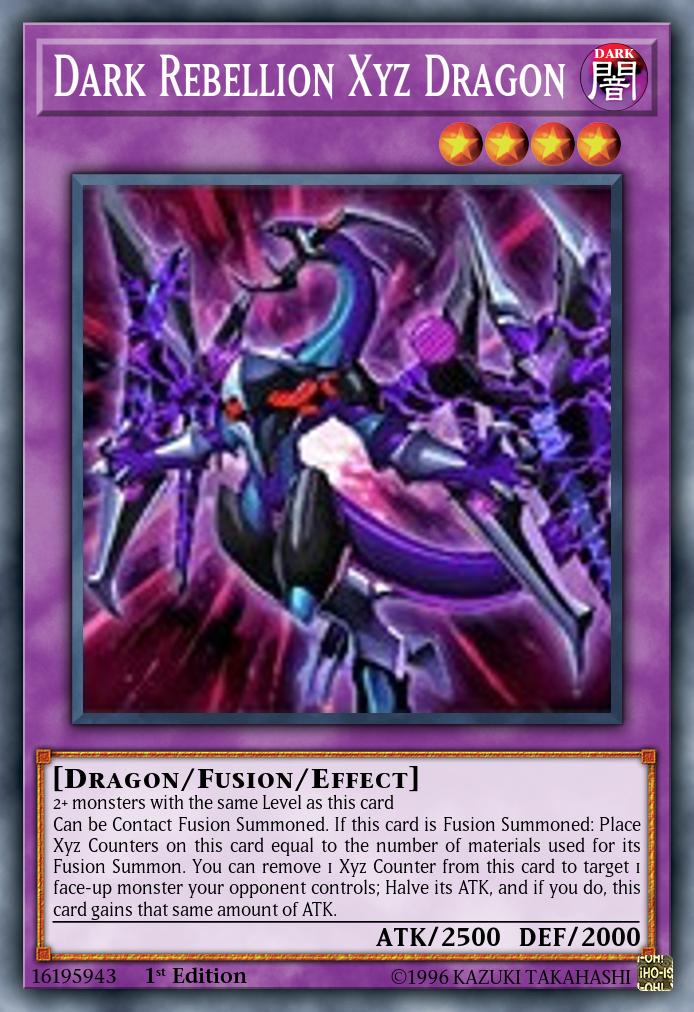 Dark Rebellion Xyz Dragon
DARK
闇
[Dragon/Fusion/Effect]
2+ monsters with the same Level as this card
Can be Contact Fusion Summoned. If this card is Fusion Summoned: Place
Xyz Counters on this card equal to the number of materials used for its
Fusion Summon. You can remove 1 Xyz Counter from this card to target 1
face-up monster your opponent controls; Halve its ATK, and if you do, this
card gains that same amount of ATK.
ATK/2500 DEF/2000
16195943 1st Edition ©1996 KAZUKI TAKAHASHI